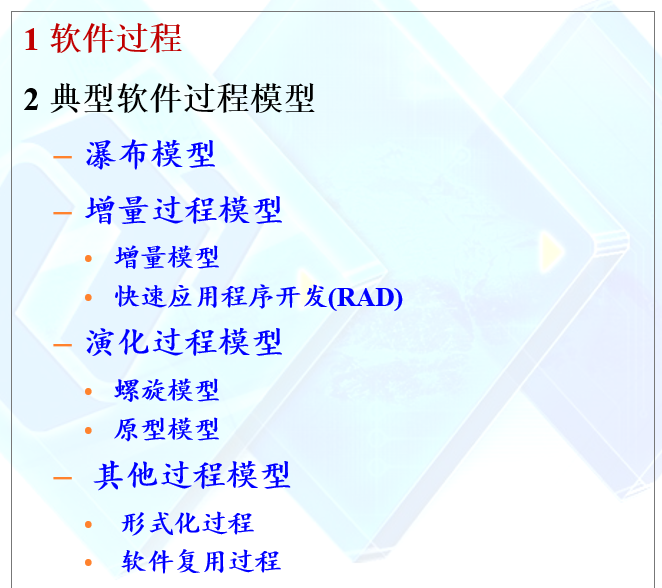 1 软件过程
2 典型软件过程模型
– 瀑布模型
– 增量过程模型
• 增量模型
• 快速应用程序开发(RAD)
– 演化过程模型
• 螺旋模型
• 原型模型
– 其他过程模型
• 形式化过程
• 软件复用过程